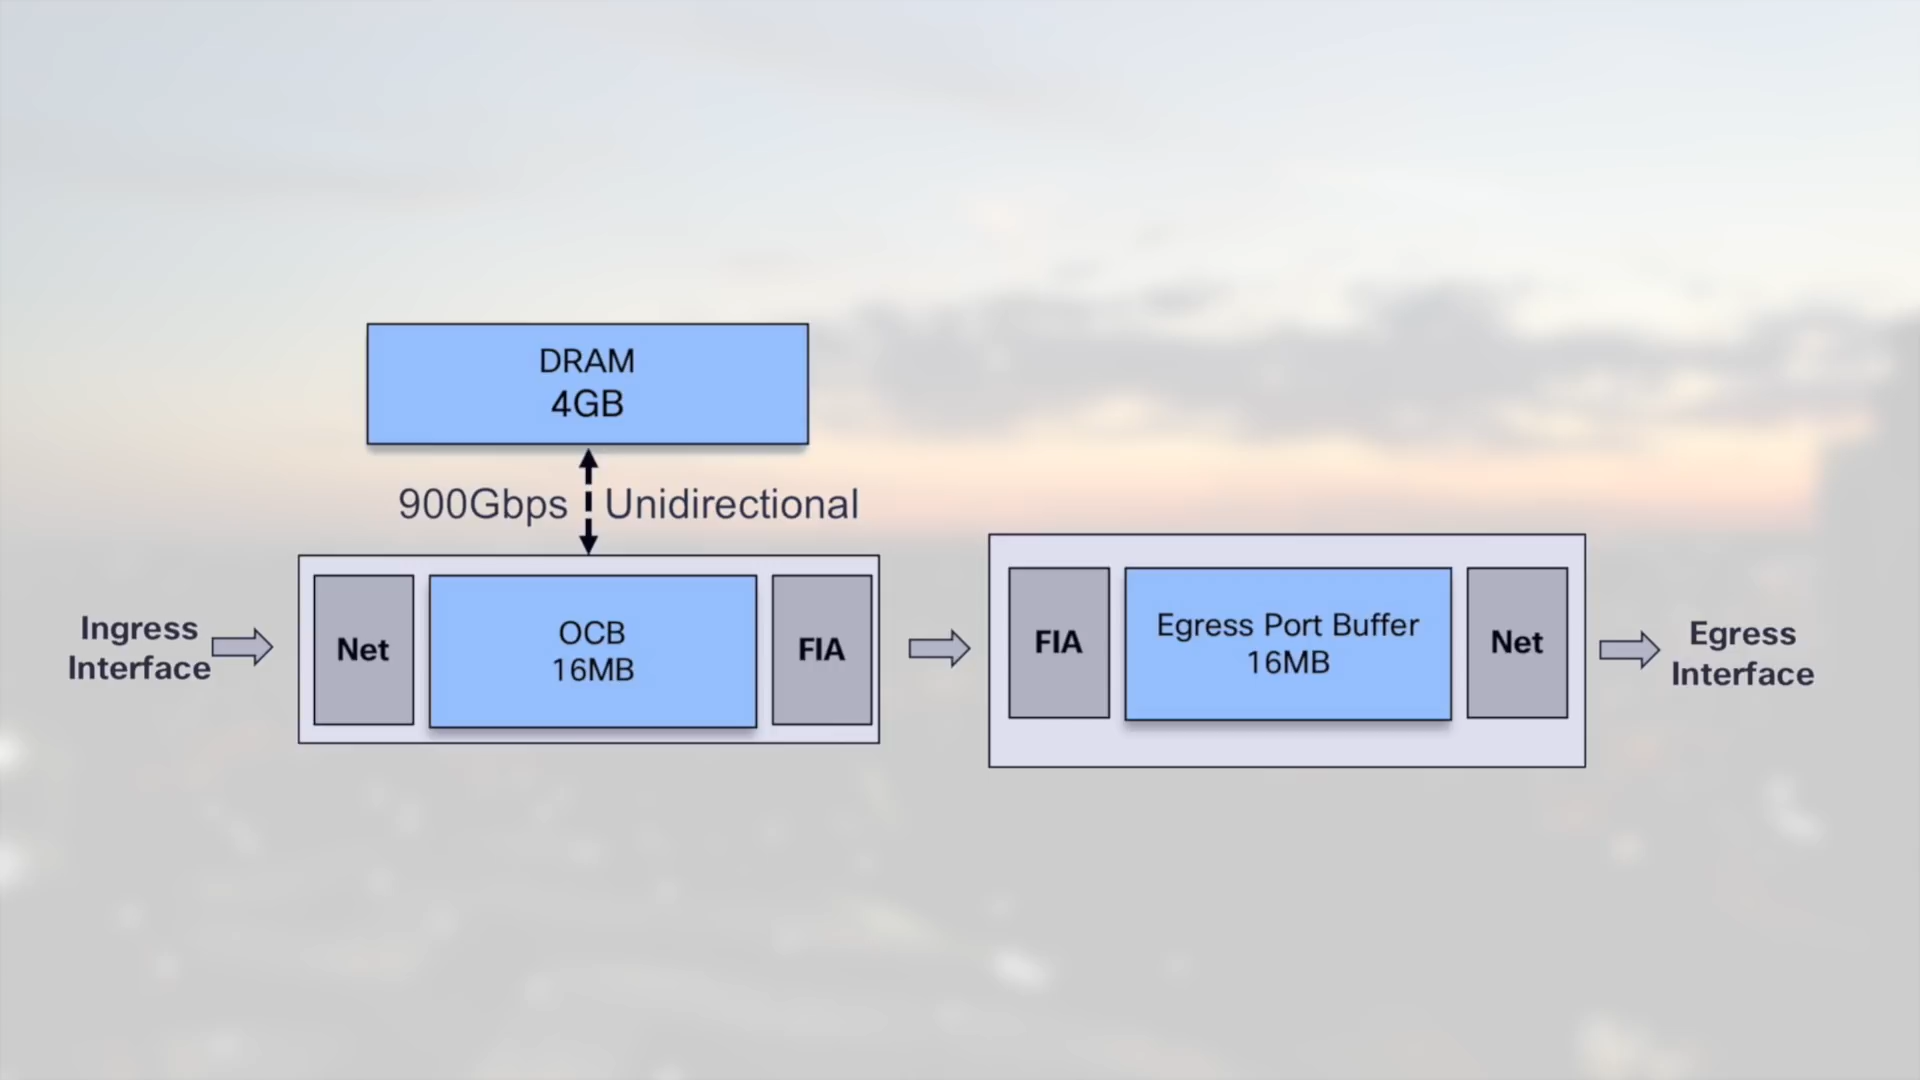 DRAM
4GB
900Gbps Unidirectional
Ingress
Interface
Net
OCB
16MB
FIA
FIA
Egress Port Buffer
16MB
Net
Egress
Interface